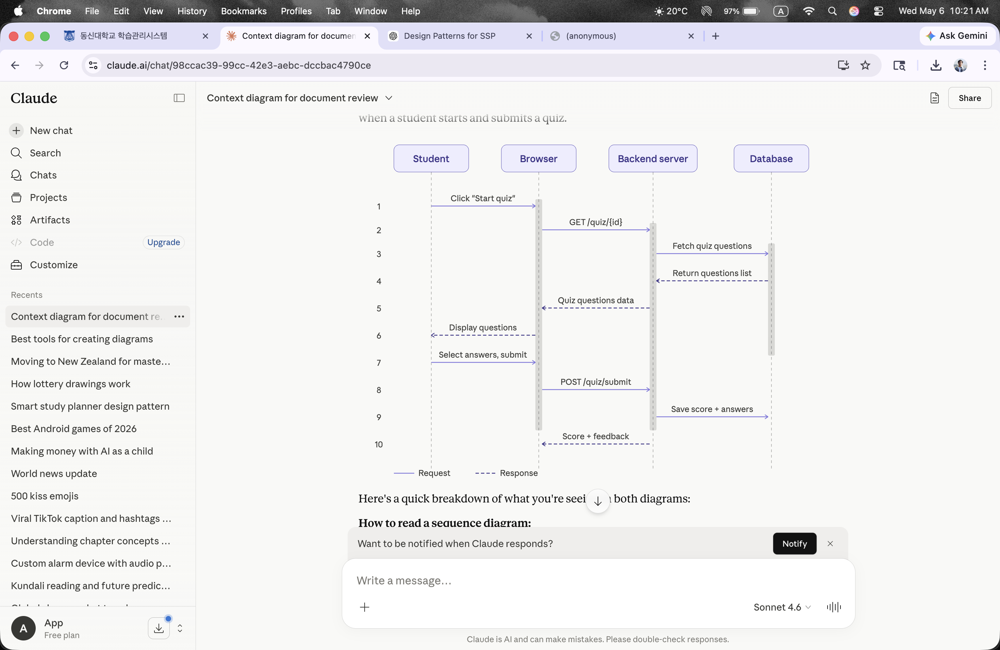 Chrome File Edit View History Bookmarks Profiles Tab Window Help 20°C 97% A Wed May 6 10:21 AM
동신대학교 학습관리시스템 Context diagram for documen Design Patterns for SSP (anonymous) Ask Gemini
claude.ai/chat/98ccac39-99cc-42e3-aebc-dccbac4790ce
Claude
New chat
Search
Chats
Projects
Artifacts
Code Upgrade
Customize
Recents
Context diagram for document re...
Best tools for creating diagrams
Moving to New Zealand for maste...
How lottery drawings work
Smart study planner design pattern
Best Android games of 2026
Making money with AI as a child
World news update
500 kiss emojis
Viral TikTok caption and hashtags ...
Understanding chapter concepts ...
Custom alarm device with audio p...
Kundali reading and future predic...
A
App
Free plan
Context diagram for document review
Share
when a student starts and submits a quiz.
Student Browser Backend server Database
Click "Start quiz"
1
GET /quiz/{id}
2
Fetch quiz questions
3
Return questions list
4
Quiz questions data
5
Display questions
6
Select answers, submit
7
POST /quiz/submit
8
Save score + answers
9
Score + feedback
10
Request Response
Here's a quick breakdown of what you're seei both diagrams:
How to read a sequence diagram:
Want to be notified when Claude responds? Notify
Write a message...
Sonnet 4.6
Claude is AI and can make mistakes. Please double-check responses.